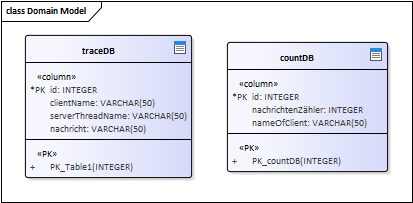 class Domain Model
traceDB
«column»
*PK id: INTEGER
clientName: VARCHAR(50)
serverThreadName: VARCHAR(50)
nachricht: VARCHAR(50)
«PK»
+ PK_Table1(INTEGER)
countDB
«column»
*PK id: INTEGER
nachrichtenZähler: INTEGER
nameOfClient: VARCHAR(50)
«PK»
+ PK_countDB(INTEGER)